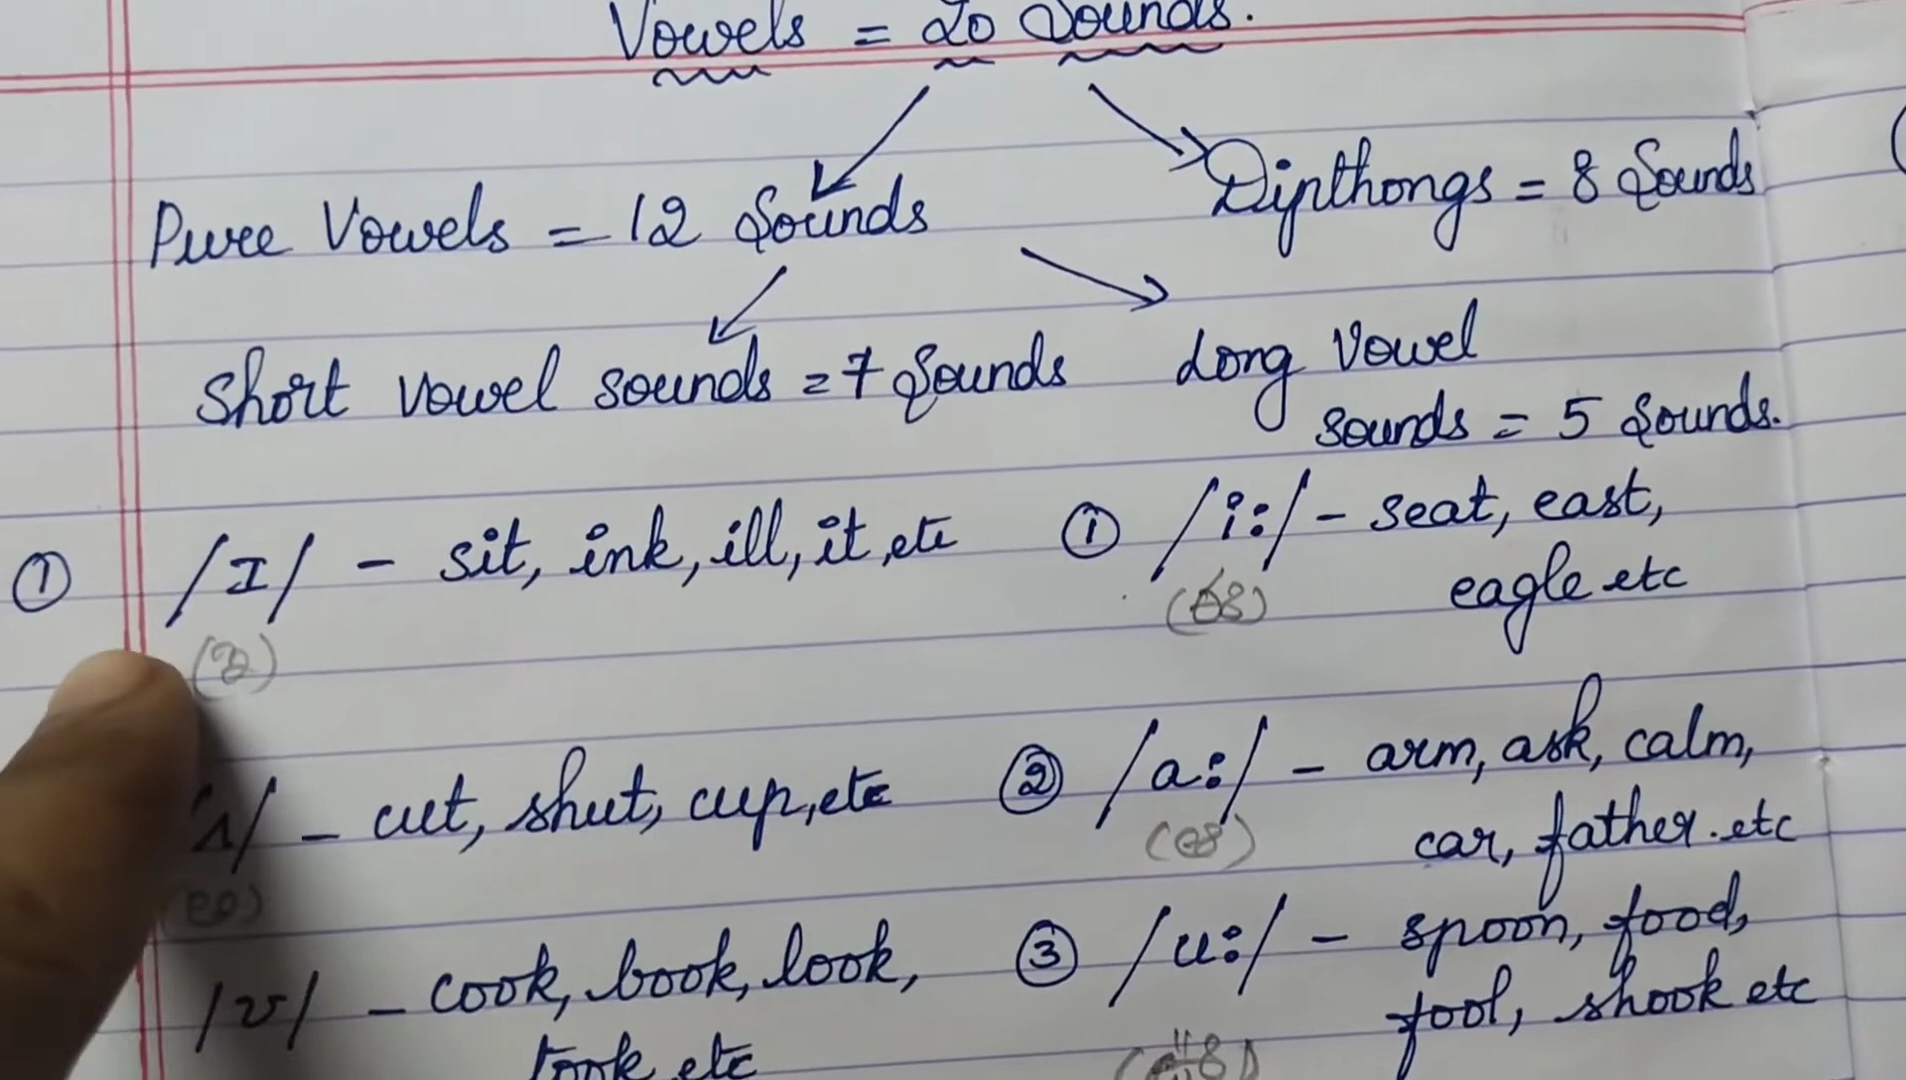 Vowels = 20 Sounds.
Pure Vowels = 12 Sounds
Dipthongs = 8 Sounds
Short vowel sounds = 7 Sounds
Long Vowel
sounds = 5 Sounds.
① /I/ - sit, ink, ill, it, etc
① /i:/ - seat, east,
eagle etc
ʌ/ - cut, shut, cup, etc
② /a:/ - arm, ask, calm,
car, father. etc
/ʊ/ - cook, book, look,
took etc
③ /u:/ - spoon, food,
fool, shook etc